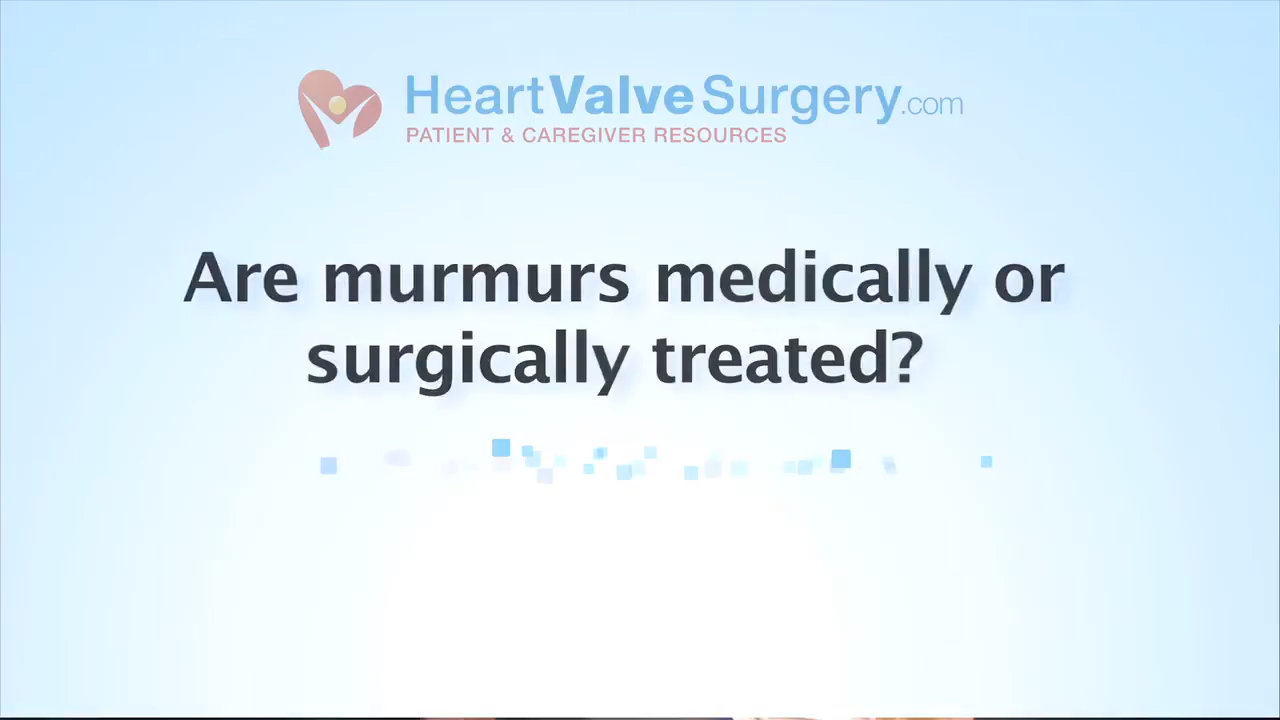 HeartValveSurgery.com
PATIENT & CAREGIVER RESOURCES
Are murmurs medically or
surgically treated?